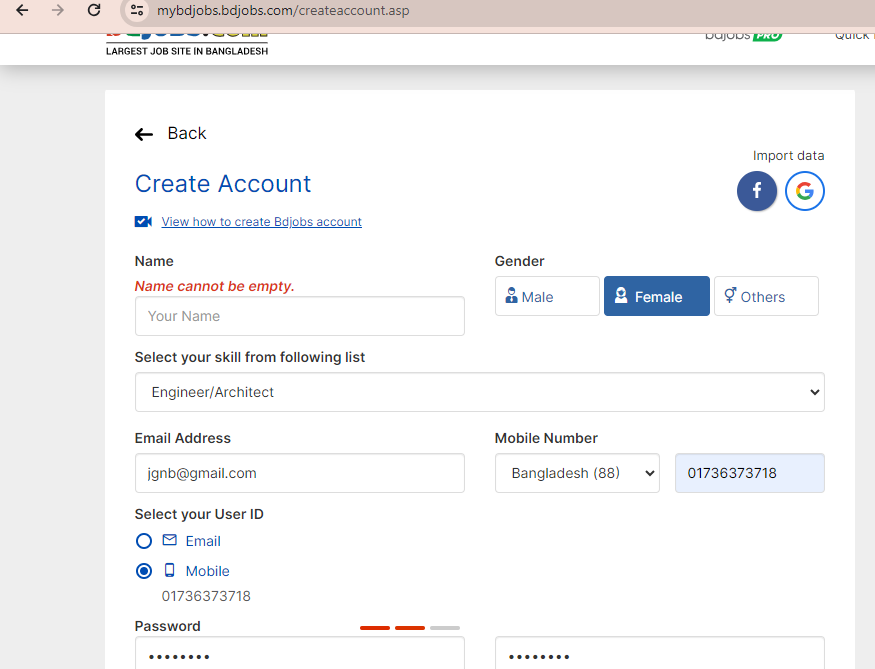 mybdjobs.bdjobs.com/createaccount.asp
LARGEST JOB SITE IN BANGLADESH
bdjobs PRO
Quick
Back
Import data
Create Account
View how to create Bdjobs account
Name
Gender
Name cannot be empty.
Your Name
Male
Female
Others
Select your skill from following list
Engineer/Architect
Email Address
Mobile Number
jgnb@gmail.com
Bangladesh (88)
01736373718
Select your User ID
Email
Mobile
01736373718
Password